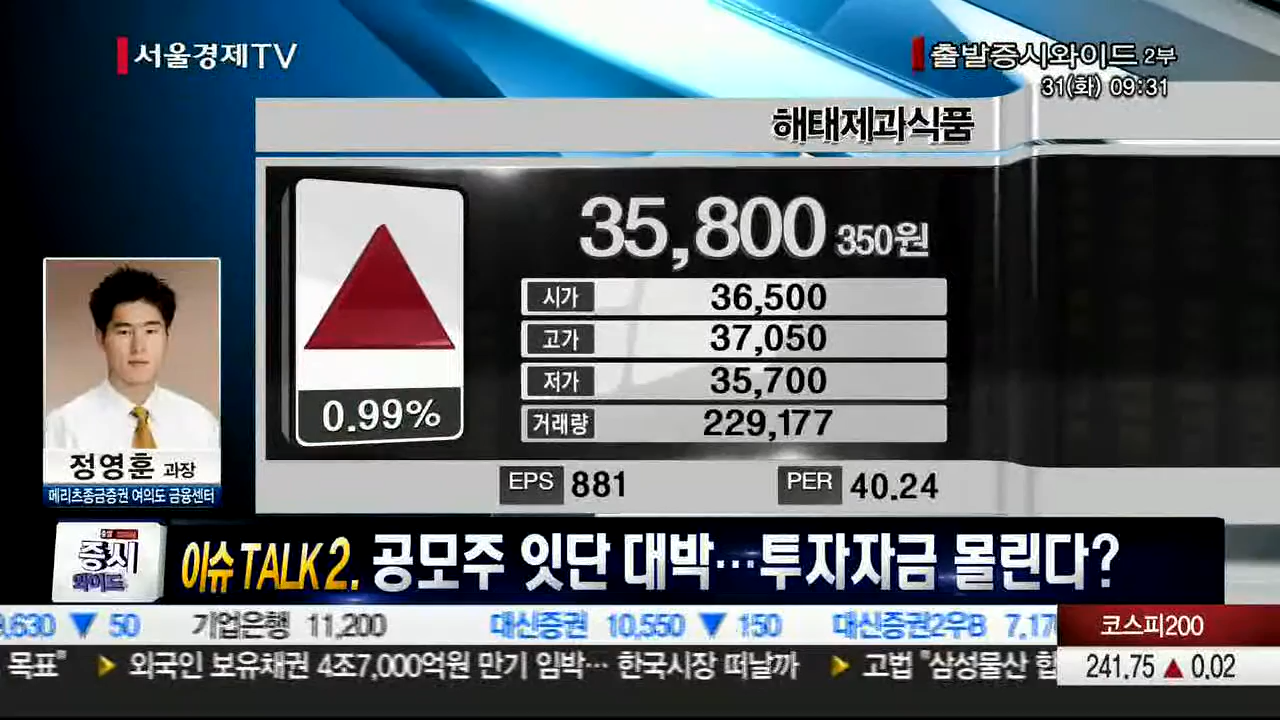 서울경제TV
출발증시와이드 2부
31(화) 09:31
해태제과식품
35,800 350원
0.99%
시가 36,500
고가 37,050
저가 35,700
거래량 229,177
EPS 881
PER 40.24
정영훈 과장
메리츠종금증권 여의도 금융센터
증시
와이드
이슈 TALK 2. 공모주 잇단 대박…투자자금 몰린다?
,630 ▼ 50 기업은행 11,200 대신증권 10,550 ▼ 150 대신증권2우B 7,17
코스피200
목표" ▶ 외국인 보유채권 4조7,000억원 만기 임박… 한국시장 떠날까 ▶ 고법 "삼성물산 합
241.75 ▲ 0.02